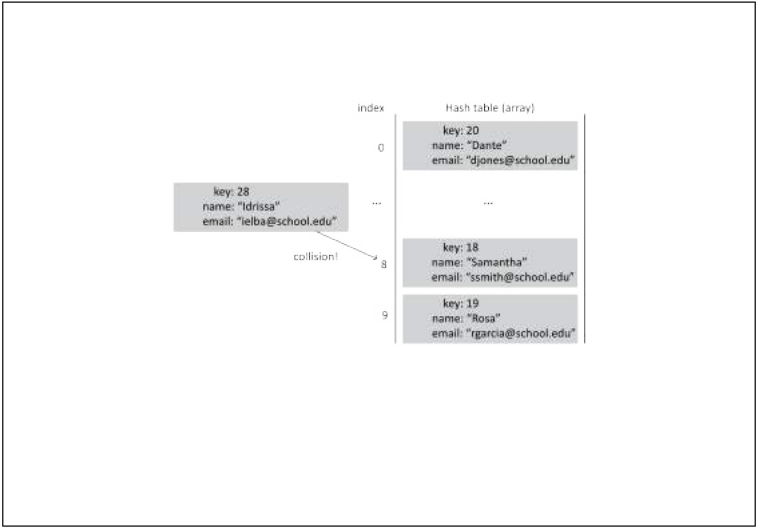 index Hash table (array)
key: 20
0 name: “Dante”
email: “djones@school.edu”
key: 28
name: “Idrissa”
email: “ielba@school.edu”
... ...
collision!
key: 18
8 name: “Samantha”
email: “ssmith@school.edu”
key: 19
9 name: “Rosa”
email: “rgarcia@school.edu”